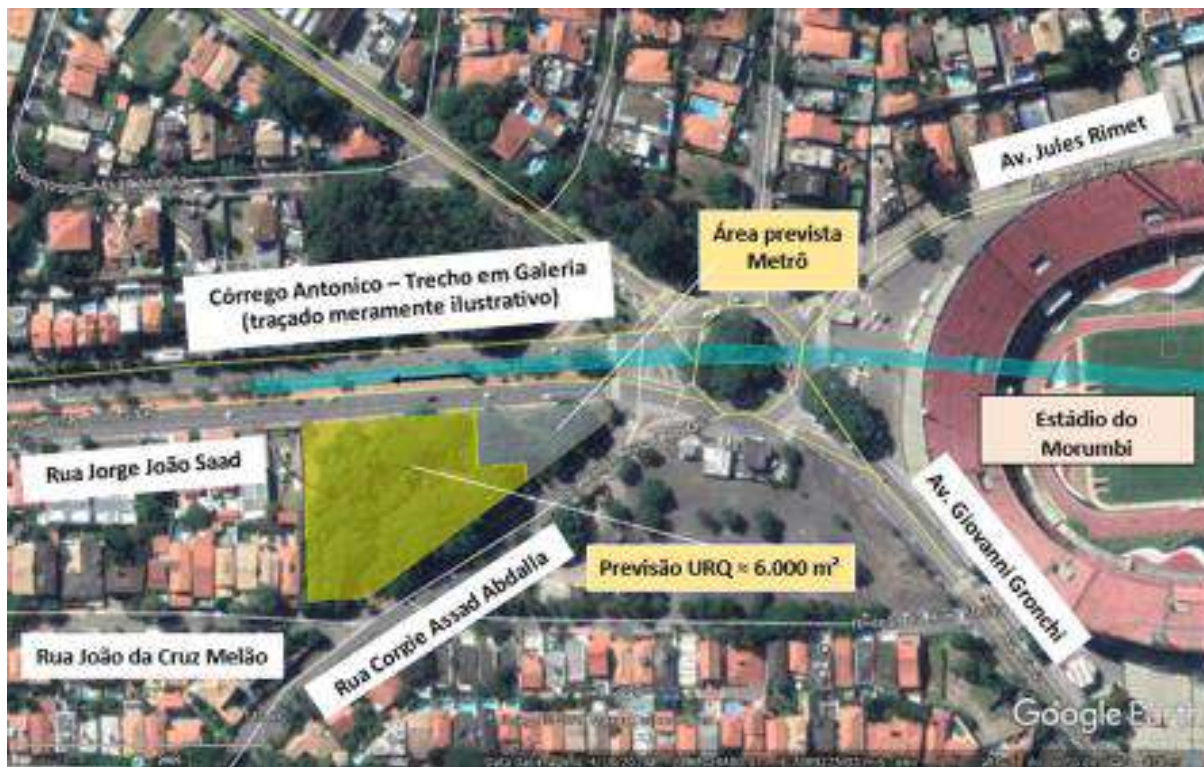 Av. Jules Rimet
Área prevista
Metrô
Córrego Antonico – Trecho em Galeria
(traçado meramente ilustrativo)
Estádio do
Morumbi
Rua Jorge João Saad
Av. Giovanni Gronchi
Previsão URQ ≈ 6.000 m²
Rua Corgie Assad Abdalla
Rua João da Cruz Melão
Google Earth